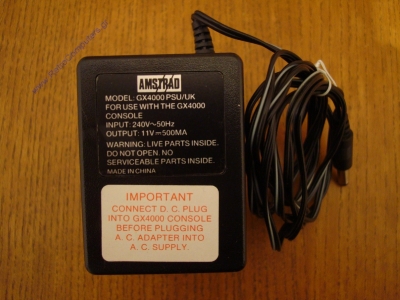 AMSTRAD
MODEL: GX4000 PSU/UK
FOR USE WITH THE GX4000
CONSOLE
INPUT: 240V~50Hz
OUTPUT: 11V⎓500MA
WARNING: LIVE PARTS INSIDE.
DO NOT OPEN. NO
SERVICEABLE PARTS INSIDE.
MADE IN CHINA
IMPORTANT
CONNECT D. C. PLUG
INTO GX4000 CONSOLE
BEFORE PLUGGING
A. C. ADAPTER INTO
A. C. SUPPLY.